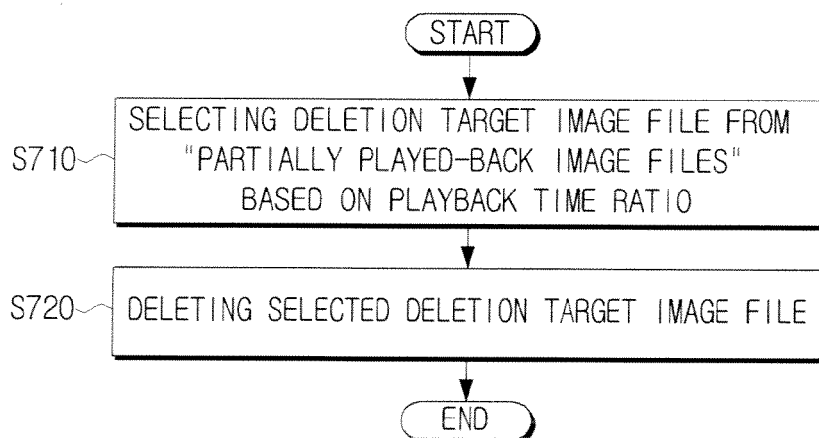 START
S710
SELECTING DELETION TARGET IMAGE FILE FROM
"PARTIALLY PLAYED-BACK IMAGE FILES"
BASED ON PLAYBACK TIME RATIO
S720
DELETING SELECTED DELETION TARGET IMAGE FILE
END